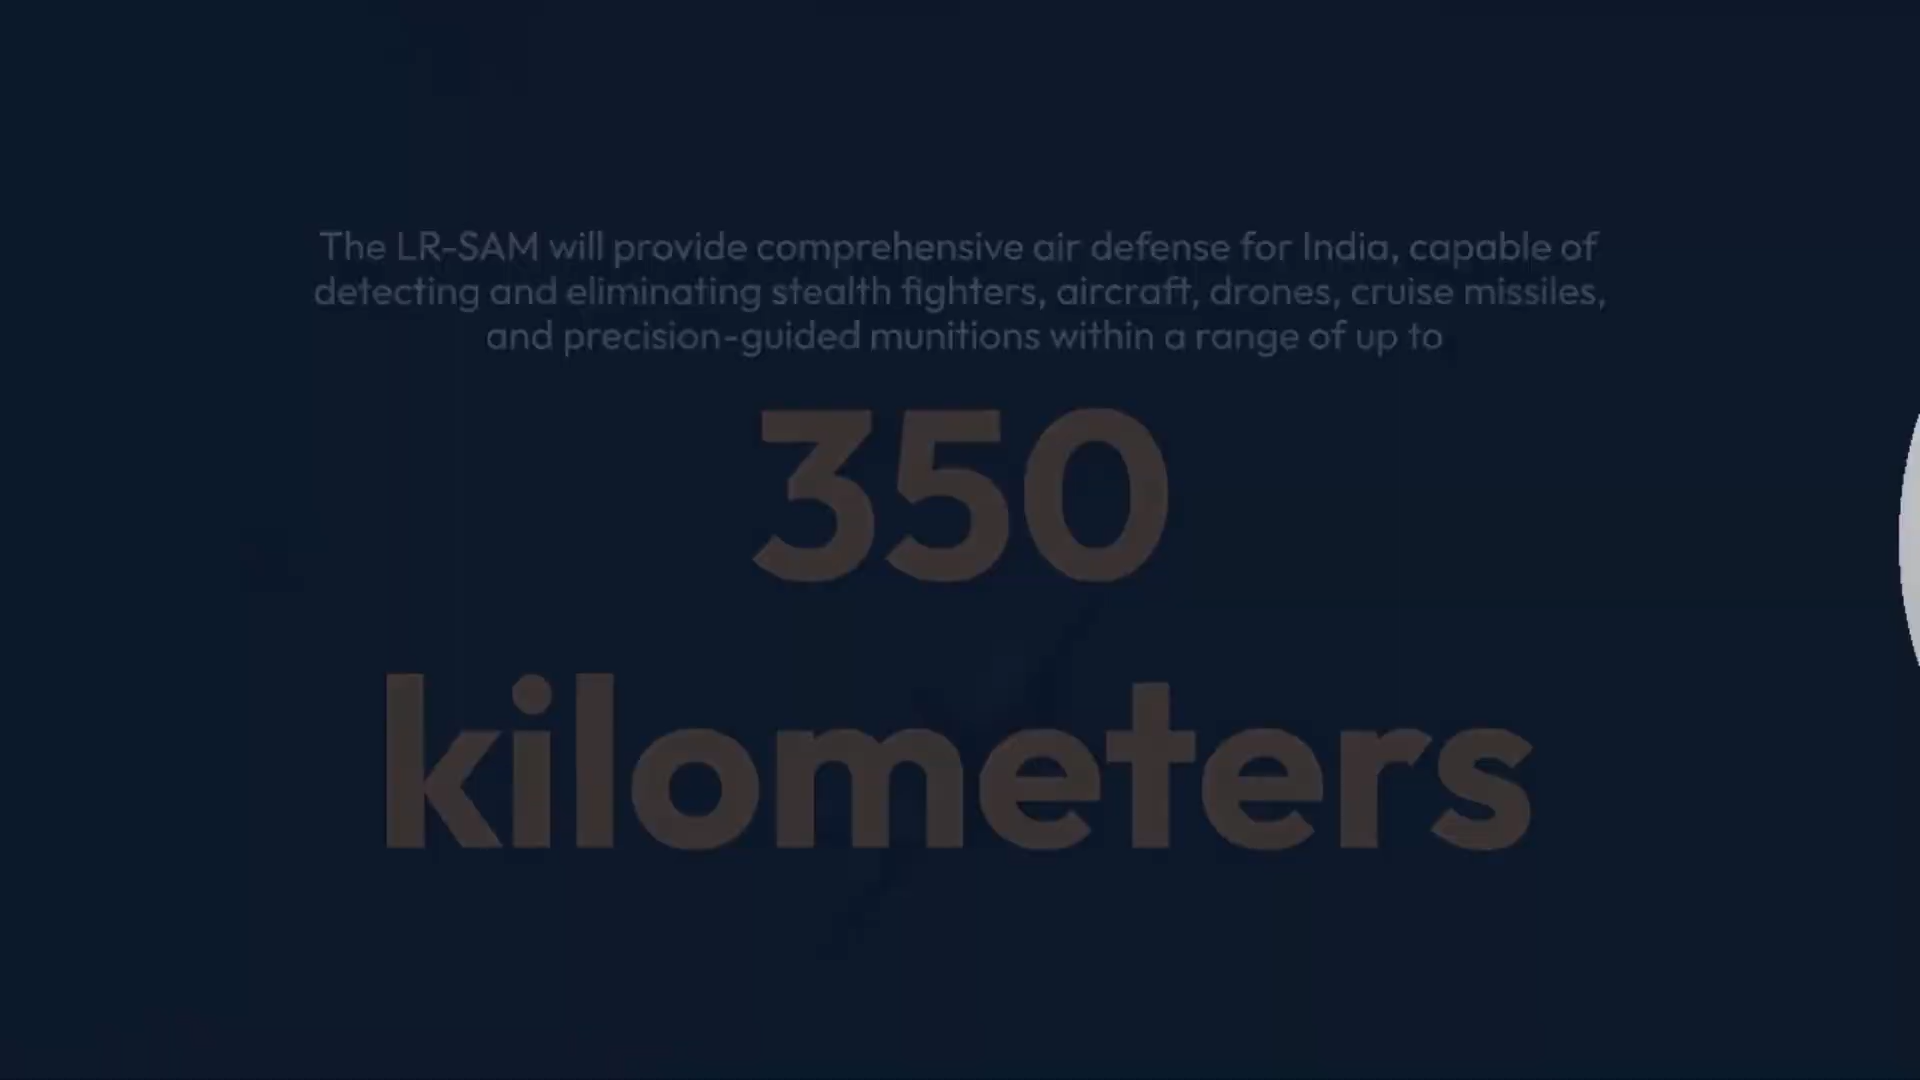 The LR-SAM will provide comprehensive air defense for India, capable of
detecting and eliminating stealth fighters, aircraft, drones, cruise missiles,
and precision-guided munitions within a range of up to
350
kilometers